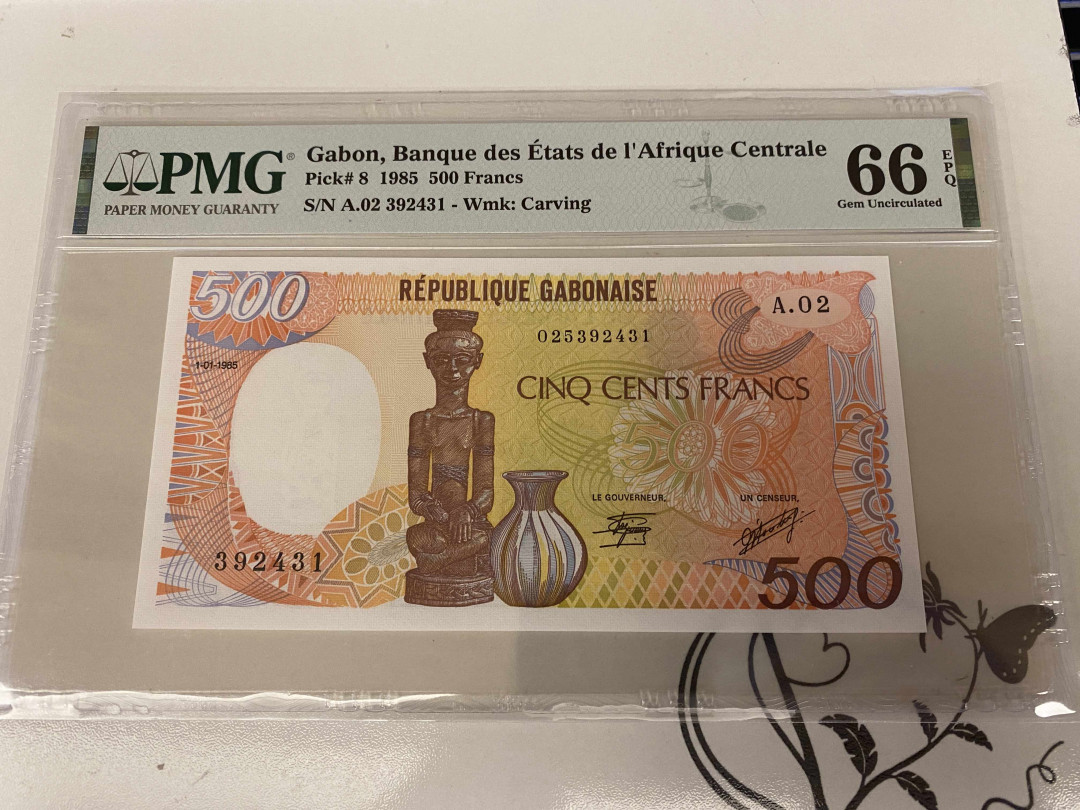 PMG®
PAPER MONEY GUARANTY
Gabon, Banque des États de l'Afrique Centrale
Pick# 8 1985 500 Francs
S/N A.02 392431 - Wmk: Carving
66
EPQ
Gem Uncirculated
500
RÉPUBLIQUE GABONAISE
A.02
025392431
1-01-1985
CINQ CENTS FRANCS
500
LE GOUVERNEUR,
UN CENSEUR,
392431
500